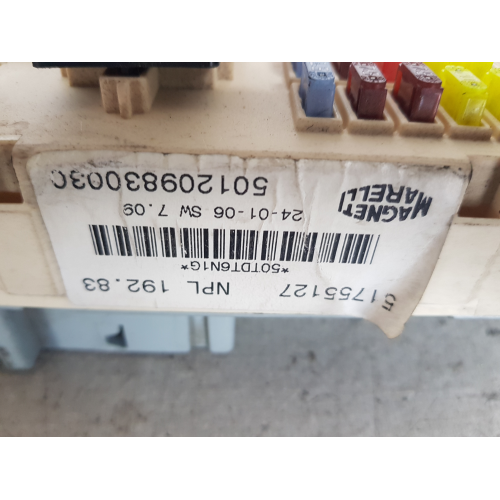 51755127 NPL 192.83
*50TDT6N1G*
24-01-06 SW 7.09
MAGNETI
MARELLI
50120983003C